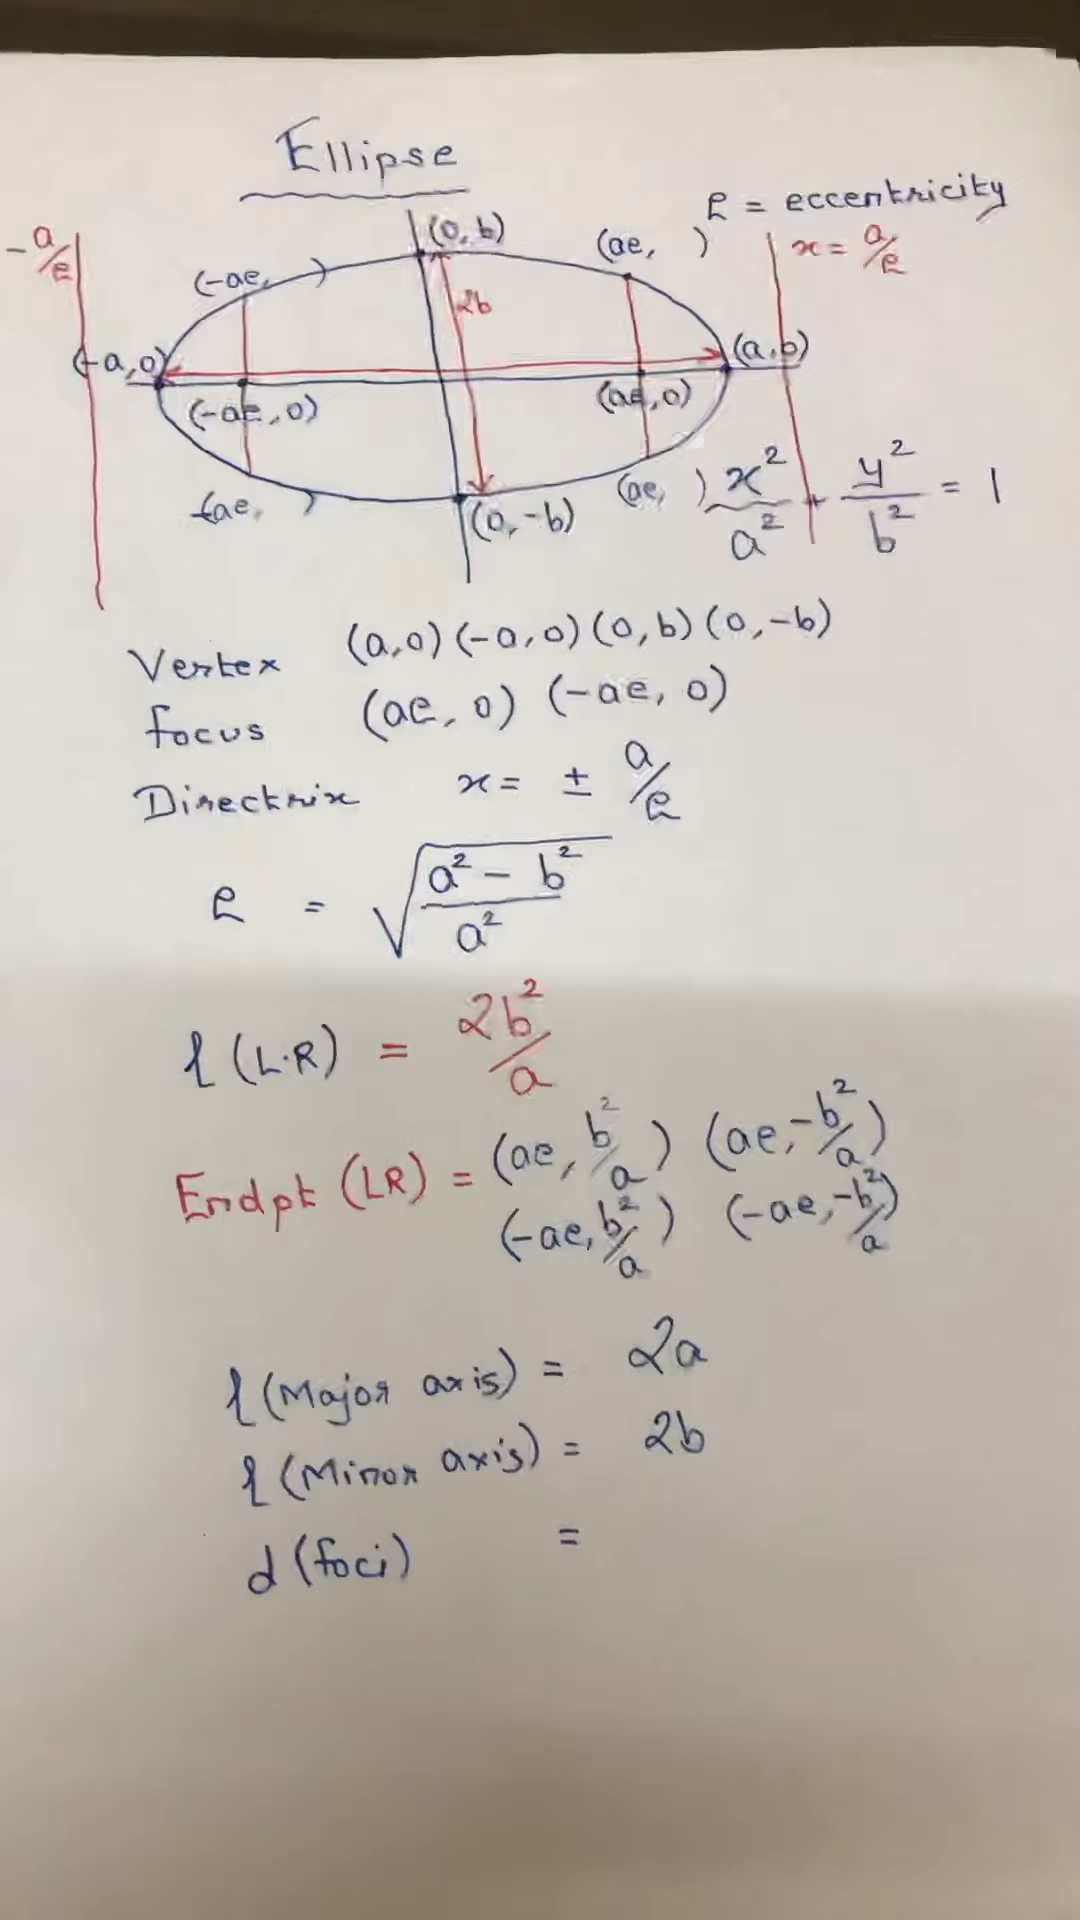 Ellipse
e = eccentricity
-a/e
(0, b)
(ae, )
x = a/e
(-ae, )
2b
(-a,0)
(a,b)
(-ae,0)
(ae,0)
(ae, )
(ae, )
(0,-b)
x²/a² + y²/b² = 1
Vertex (a,0) (-a,0) (0,b) (0,-b)
focus (ae, 0) (-ae, 0)
Directrix x = ± a/e
e = √(a² - b²/a²)
l (L.R) = 2b²/a
Endpt (LR) = (ae, b²/a) (ae, -b²/a)
(-ae, b²/a) (-ae, -b²/a)
l (Major axis) = 2a
l (Minor axis) = 2b
d (foci) =